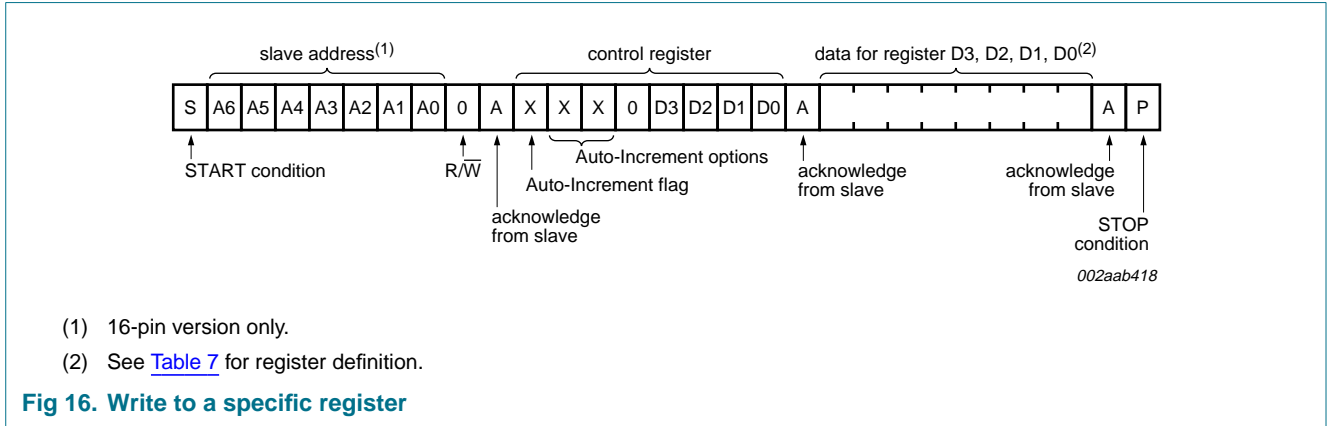 slave address(1) control register data for register D3, D2, D1, D0(2)
S A6 A5 A4 A3 A2 A1 A0 0 A X X X 0 D3 D2 D1 D0 A A P
START condition R/W Auto-Increment options
Auto-Increment flag
acknowledge
from slave
acknowledge
from slave
acknowledge
from slave
STOP
condition
002aab418
(1) 16-pin version only.
(2) See Table 7 for register definition.
Fig 16. Write to a specific register